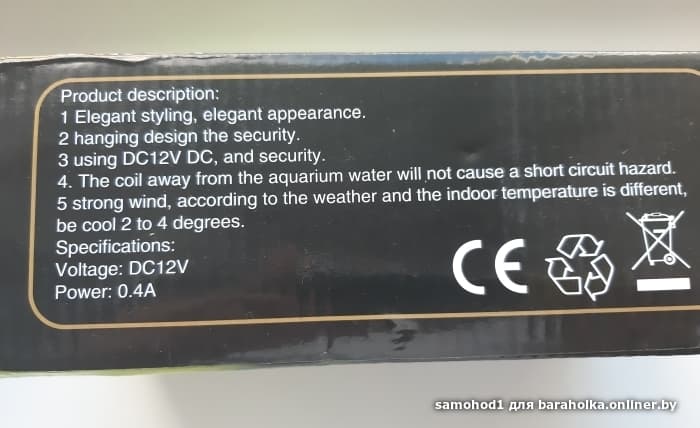 Product description:
1 Elegant styling, elegant appearance.
2 hanging design the security.
3 using DC12V DC, and security.
4. The coil away from the aquarium water will not cause a short circuit hazard.
5 strong wind, according to the weather and the indoor temperature is different,
be cool 2 to 4 degrees.
Specifications:
Voltage: DC12V
Power: 0.4A
CE
samohod1 для baraholka.onliner.by